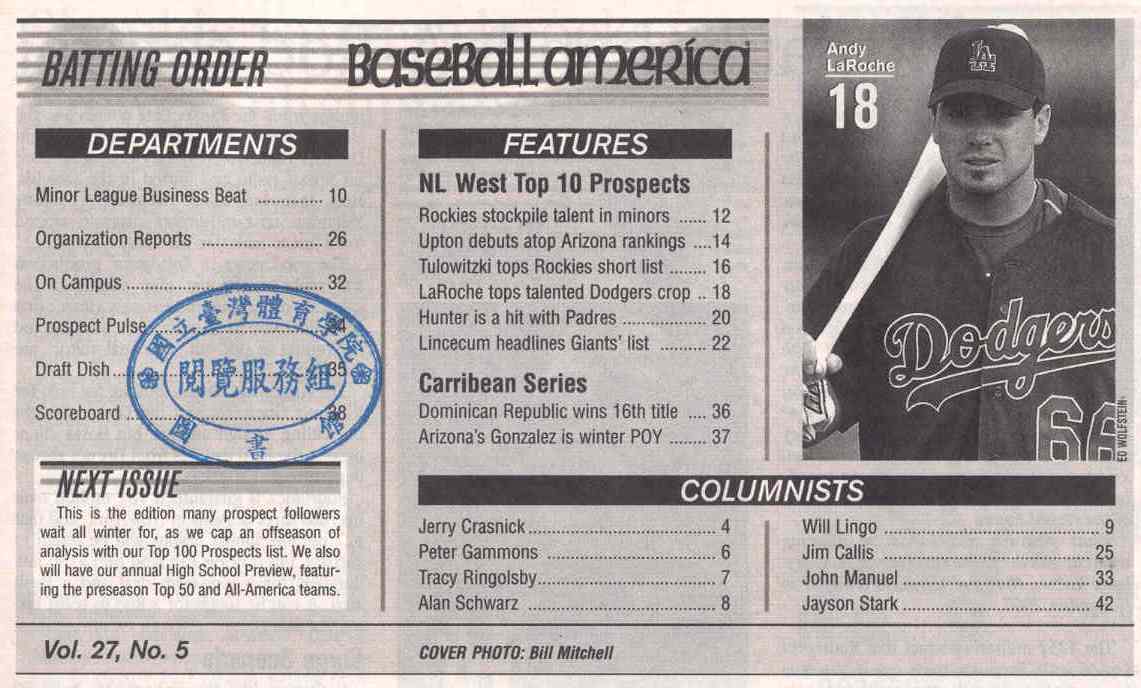 BATTING ORDER
BaseBall america
DEPARTMENTS
Minor League Business Beat .............. 10
Organization Reports ........................ 26
On Campus ....................................... 32
Prospect Pulse ................................. 34
Draft Dish ......................................... 35
Scoreboard ...................................... 38
國立臺灣體育學院
閱覽服務組
圖書館
NEXT ISSUE
This is the edition many prospect followers
wait all winter for, as we cap an offseason of
analysis with our Top 100 Prospects list. We also
will have our annual High School Preview, featur-
ing the preseason Top 50 and All-America teams.
FEATURES
NL West Top 10 Prospects
Rockies stockpile talent in minors ...... 12
Upton debuts atop Arizona rankings ....14
Tulowitzki tops Rockies short list ........ 16
LaRoche tops talented Dodgers crop .. 18
Hunter is a hit with Padres ................. 20
Lincecum headlines Giants' list .......... 22
Carribean Series
Dominican Republic wins 16th title .... 36
Arizona's Gonzalez is winter POY ........ 37
Andy
LaRoche
18
LA
Dodgers
66
ED WOLFSTEIN
COLUMNISTS
Jerry Crasnick ..................................... 4
Peter Gammons .................................. 6
Tracy Ringolsby................................... 7
Alan Schwarz ...................................... 8
Will Lingo ........................................... 9
Jim Callis .......................................... 25
John Manuel ..................................... 33
Jayson Stark ..................................... 42
Vol. 27, No. 5
COVER PHOTO: Bill Mitchell